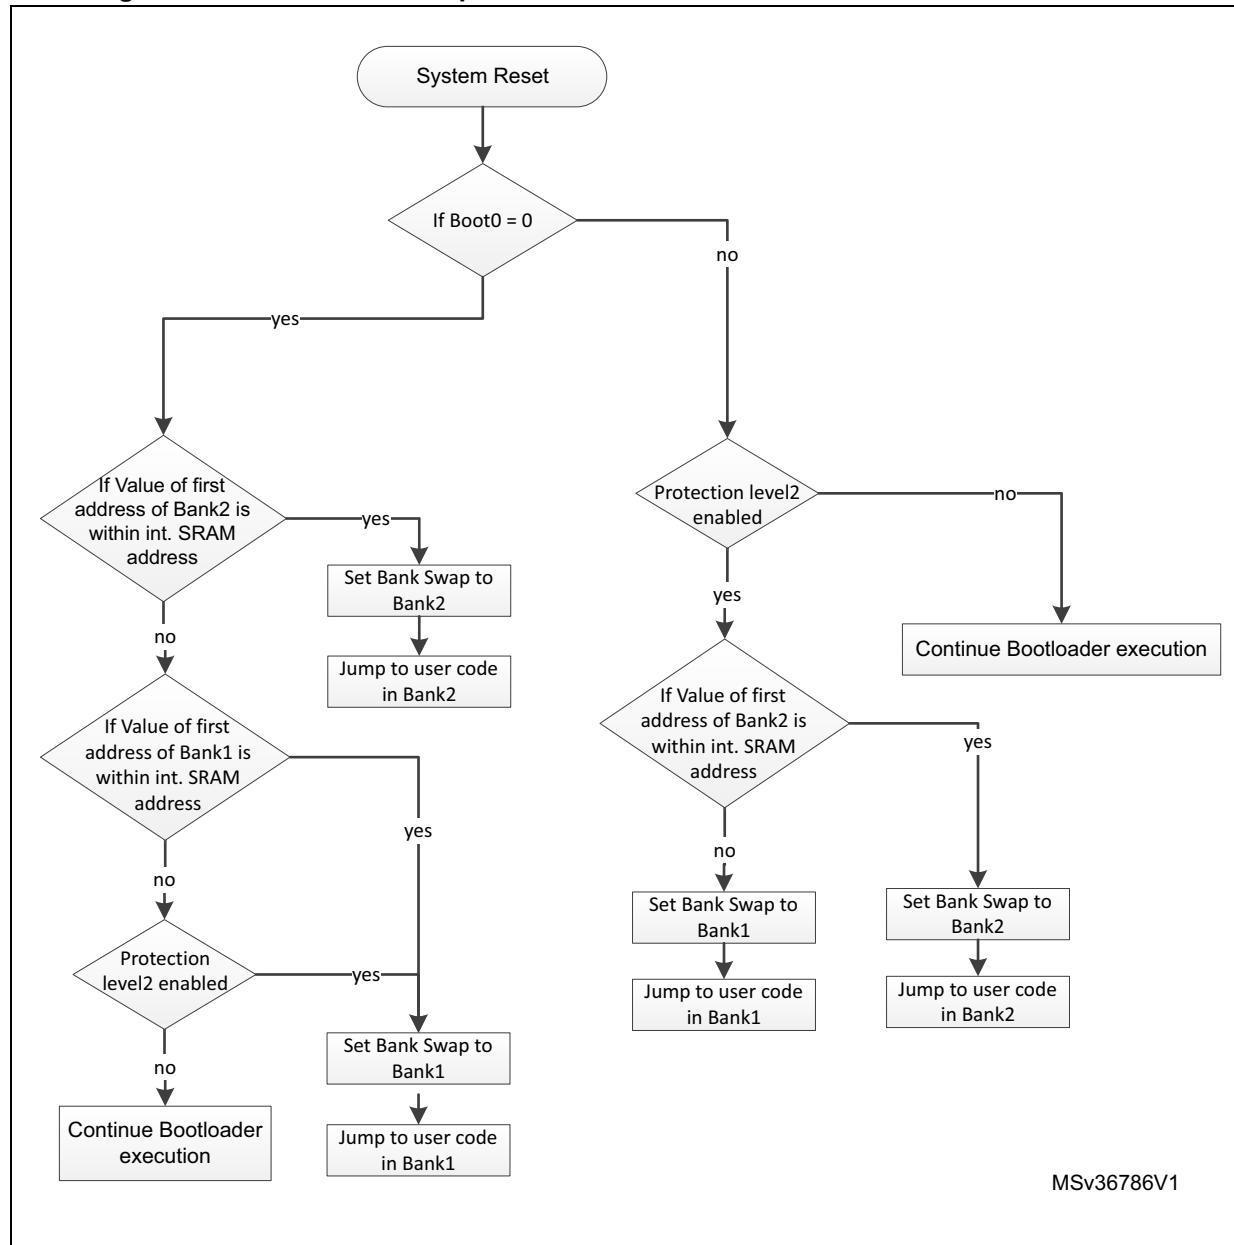 System Reset
If Boot0 = 0
no
yes
If Value of first
address of Bank2 is
within int. SRAM
address
yes
Set Bank Swap to
Bank2
Jump to user code
in Bank2
no
If Value of first
address of Bank1 is
within int. SRAM
address
yes
no
Protection
level2 enabled
yes
no
Set Bank Swap to
Bank1
Jump to user code
in Bank1
Continue Bootloader
execution
Protection level2
enabled
no
yes
Continue Bootloader execution
If Value of first
address of Bank2 is
within int. SRAM
address
yes
no
Set Bank Swap to
Bank1
Jump to user code
in Bank1
Set Bank Swap to
Bank2
Jump to user code
in Bank2
MSv36786V1